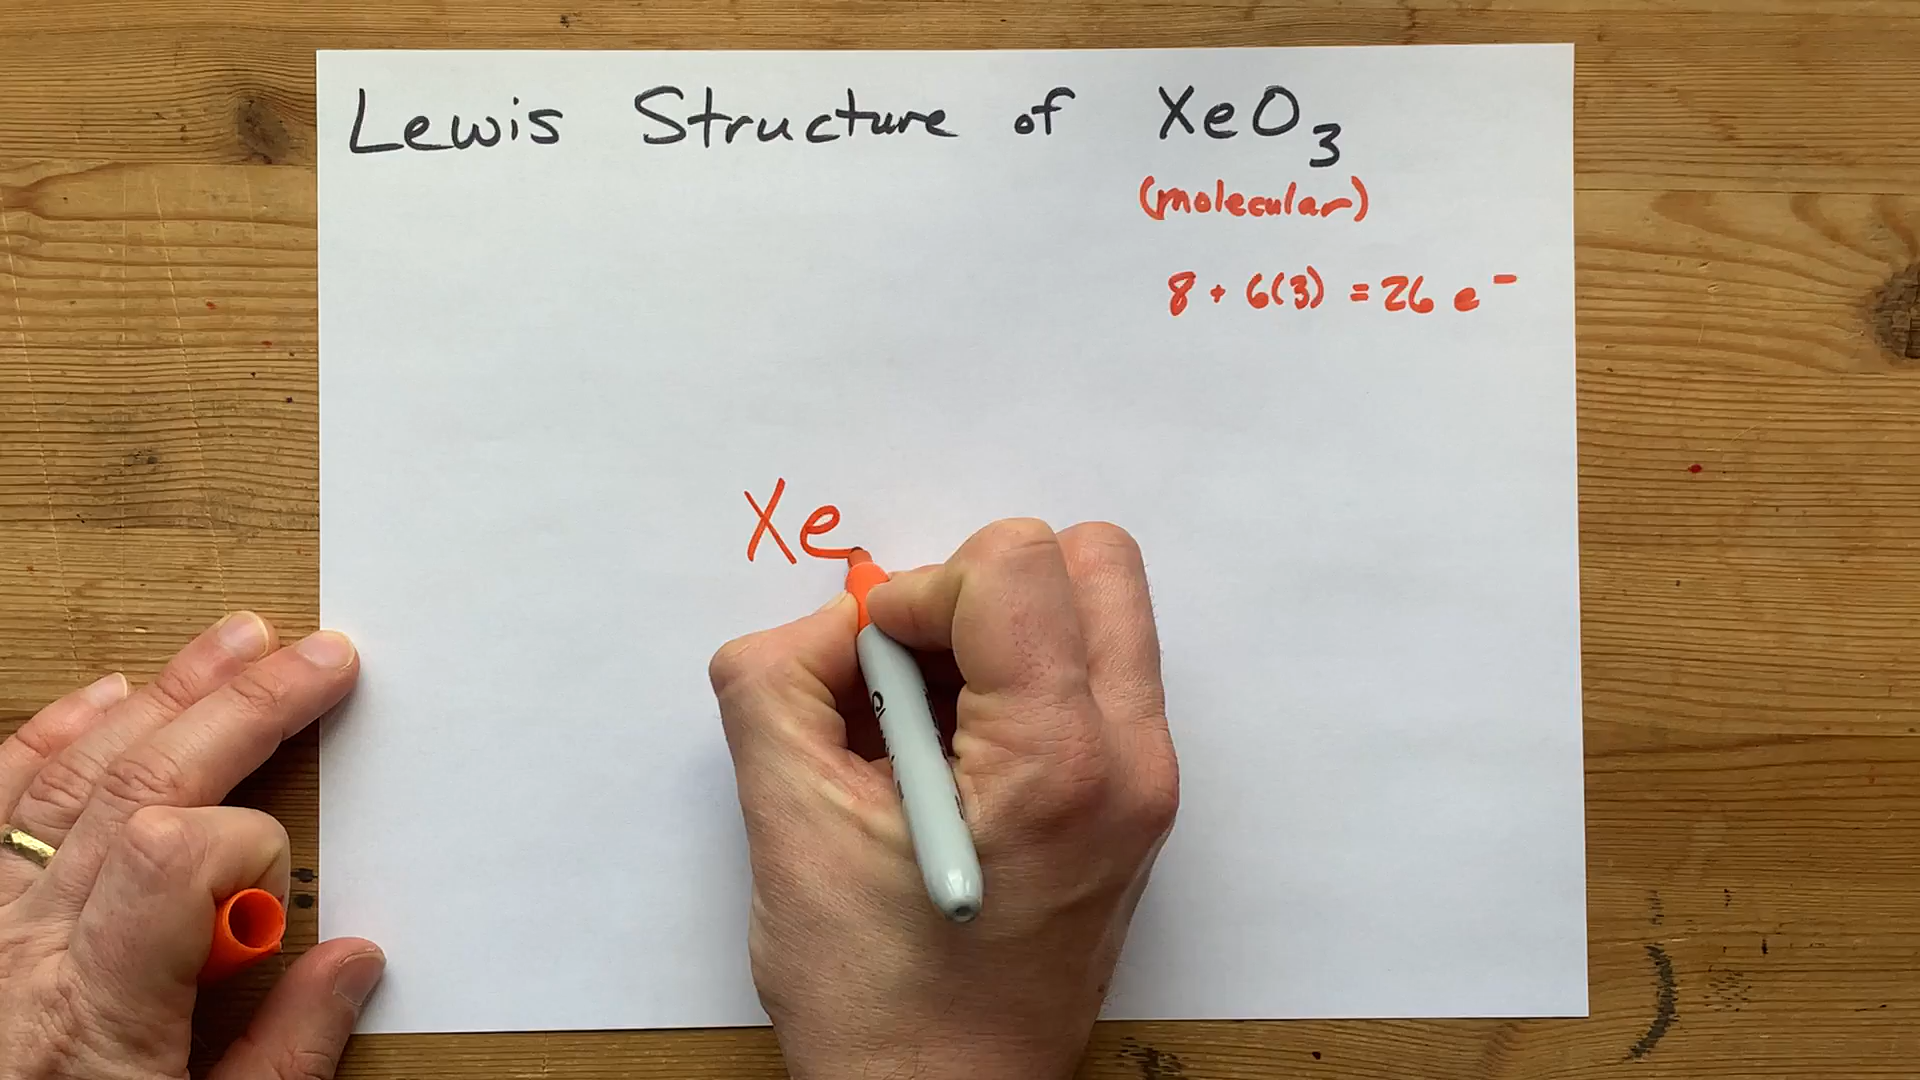 Lewis Structure of XeO₃
(molecular)
8 + 6(3) = 26 e⁻
Xe